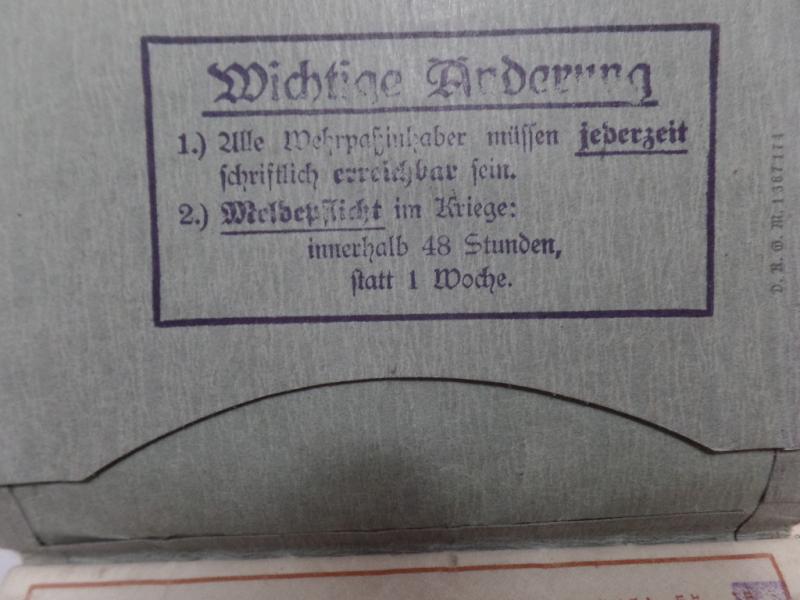 Wichtige Änderung
1.) Alle Wehrpaßinhaber müssen jederzeit
schriftlich erreichbar sein.
2.) Meldepflicht im Kriege:
innerhalb 48 Stunden,
statt 1 Woche.
D. R. G. M. 1387174